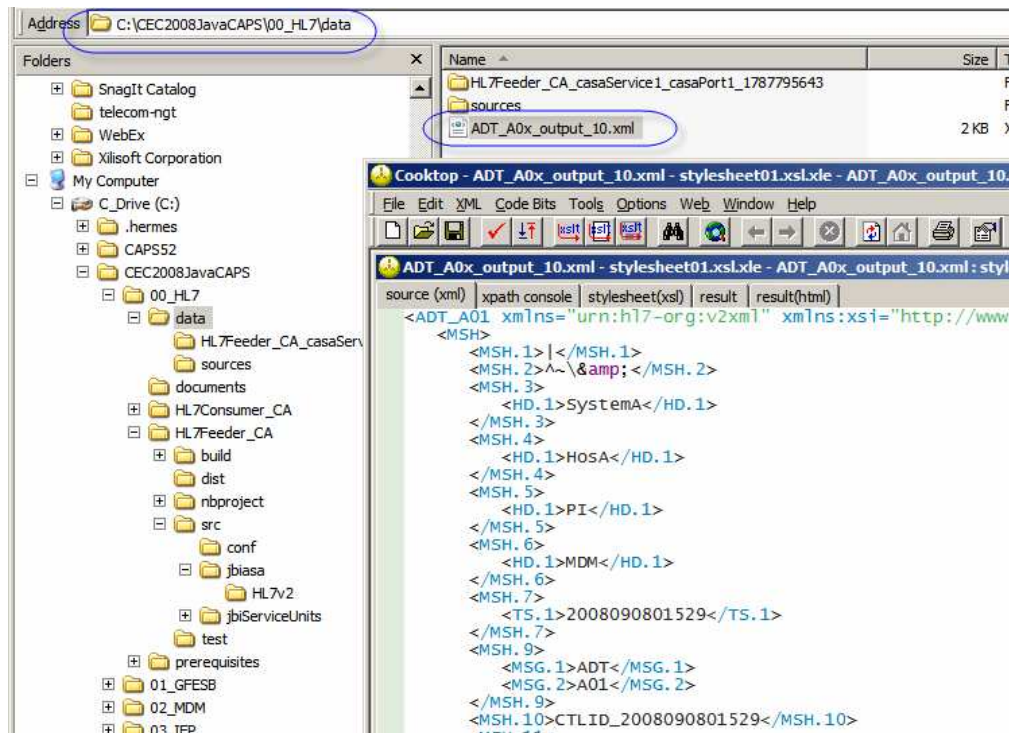 Address C:\CEC2008JavaCAPS\00_HL7\data
Folders
SnagIt Catalog
telecom-ngt
WebEx
Xilisoft Corporation
My Computer
C_Drive (C:)
.hermes
CAPS52
CEC2008JavaCAPS
00_HL7
data
HL7Feeder_CA_casaServ
sources
documents
HL7Consumer_CA
HL7Feeder_CA
build
dist
nbproject
src
conf
jbiasa
HL7v2
jbiServiceUnits
test
prerequisites
01_GFESB
02_MDM
03_IEP
Name Size T
HL7Feeder_CA_casaService1_casaPort1_1787795643 F
sources F
ADT_A0x_output_10.xml 2 KB X
Cooktop - ADT_A0x_output_10.xml - stylesheet01.xsl.xle - ADT_A0x_output_10.
File Edit XML Code Bits Tools Options Web Window Help
xslt xslt xslt
ADT_A0x_output_10.xml - stylesheet01.xsl.xle - ADT_A0x_output_10.xml : styl
source (xml) xpath console stylesheet(xsl) result result(html)
<ADT_A01 xmlns="urn:hl7-org:v2xml" xmlns:xsi="http://www
<MSH>
<MSH.1>|</MSH.1>
<MSH.2>^~\&amp;</MSH.2>
<MSH.3>
<HD.1>SystemA</HD.1>
</MSH.3>
<MSH.4>
<HD.1>HosA</HD.1>
</MSH.4>
<MSH.5>
<HD.1>PI</HD.1>
</MSH.5>
<MSH.6>
<HD.1>MDM</HD.1>
</MSH.6>
<MSH.7>
<TS.1>2008090801529</TS.1>
</MSH.7>
<MSH.9>
<MSG.1>ADT</MSG.1>
<MSG.2>A01</MSG.2>
</MSH.9>
<MSH.10>CTLID_2008090801529</MSH.10>